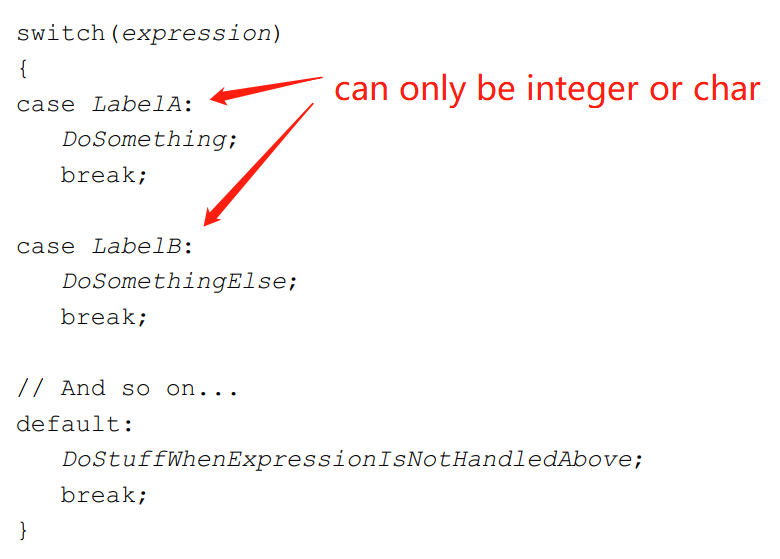 switch(expression)
{
case LabelA:
can only be integer or char
DoSomething;
break;
case LabelB:
DoSomethingElse;
break;
// And so on...
default:
DoStuffWhenExpressionIsNotHandledAbove;
break;
}